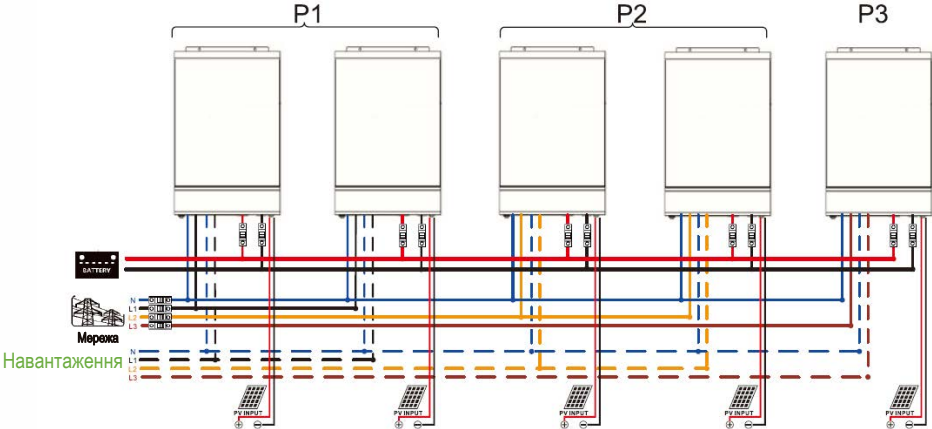 P1 P2 P3
BATTERY
N
L1
L2
L3
Мережа
Навантаження
N
L1
L2
L3
PV INPUT PV INPUT PV INPUT PV INPUT PV INPUT
+ - + - + - + - + -